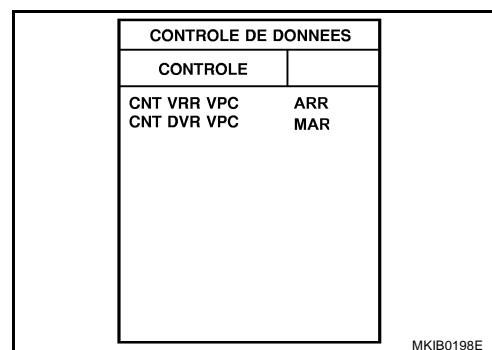 CONTROLE DE DONNEES
CONTROLE
CNT VRR VPC ARR
CNT DVR VPC MAR
MKIB0198E